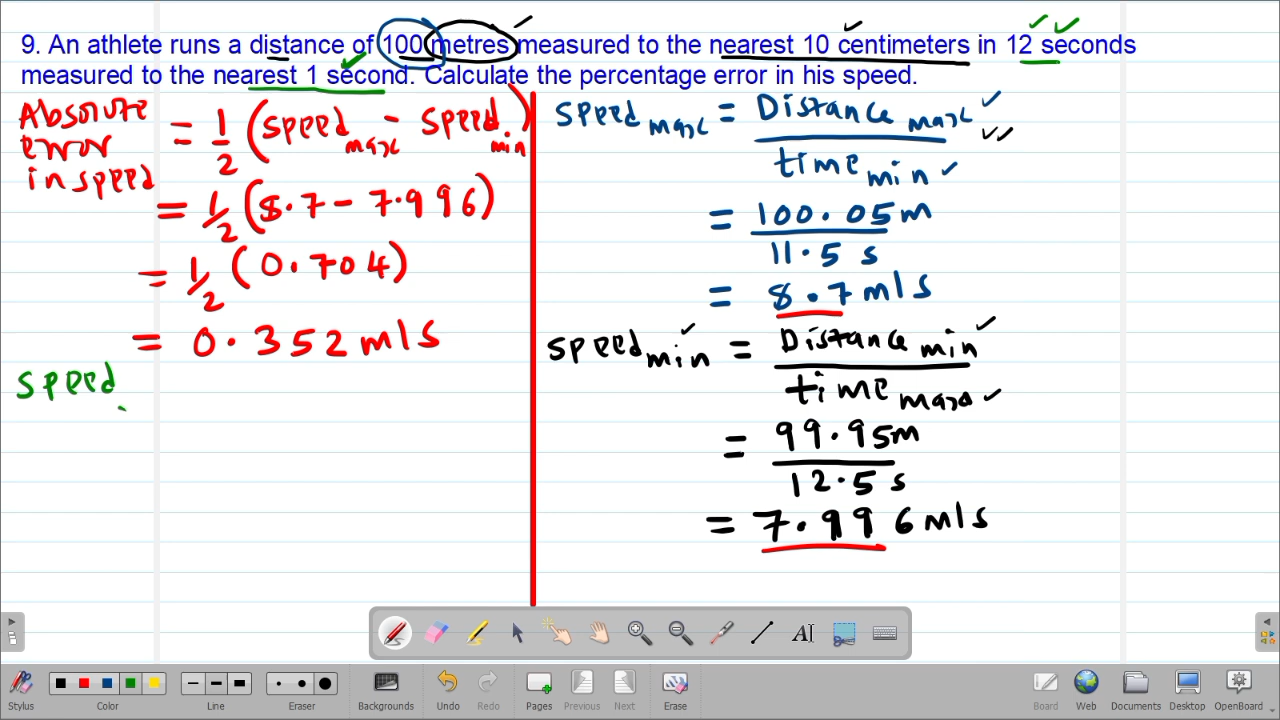 9. An athlete runs a distance of 100 metres measured to the nearest 10 centimeters in 12 seconds
measured to the nearest 1 second. Calculate the percentage error in his speed.
Absolute error in speed = 1/2 (speed max - speed min)
= 1/2 (8.7 - 7.996)
= 1/2 (0.704)
= 0.352 m/s
speed
speed max = Distance max / time min
= 100.05m / 11.5 s
= 8.7 m/s
speed min = Distance min / time max
= 99.95m / 12.5 s
= 7.996 m/s
Stylus Color Line Eraser Backgrounds Undo Redo Pages Previous Next Erase Board Web Documents Desktop OpenBoard